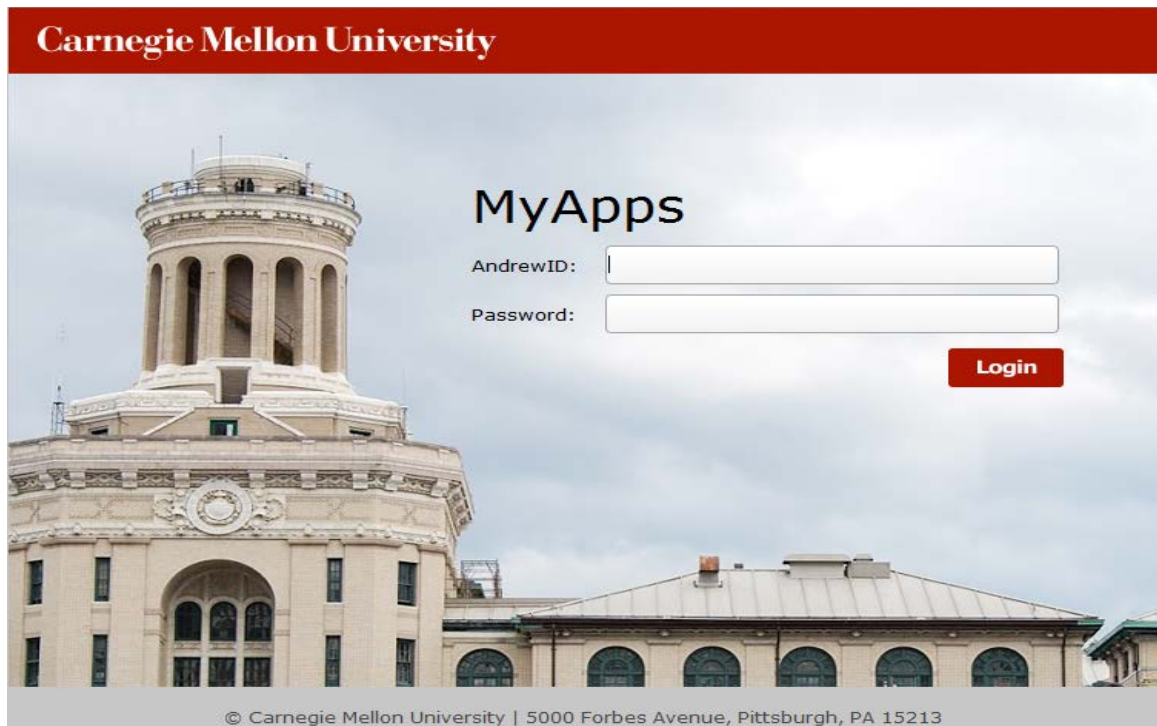 Carnegie Mellon University
MyApps
AndrewID:
Password:
Login
© Carnegie Mellon University | 5000 Forbes Avenue, Pittsburgh, PA 15213